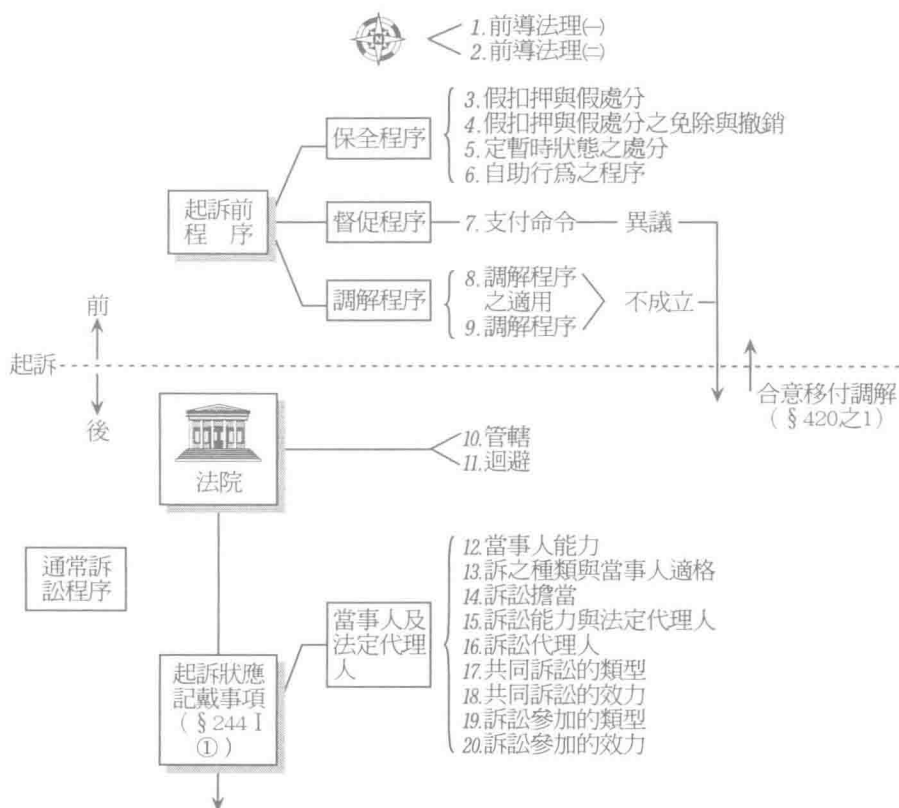 1.前導法理㈠
2.前導法理㈡
N
3.假扣押與假處分
4.假扣押與假處分之免除與撤銷
5.定暫時狀態之處分
6.自助行爲之程序
保全程序
起訴前
程序
督促程序
7.支付命令
異議
調解程序
8.調解程序
之適用
9.調解程序
不成立
前
起訴
後
合意移付調解
(§420之1)
法院
10.管轄
11.迴避
通常訴
訟程序
當事人及
法定代理
人
12.當事人能力
13.訴之種類與當事人適格
14.訴訟擔當
15.訴訟能力與法定代理人
16.訴訟代理人
17.共同訴訟的類型
18.共同訴訟的效力
19.訴訟參加的類型
20.訴訟參加的效力
起訴狀應
記載事項
(§244Ⅰ
①)